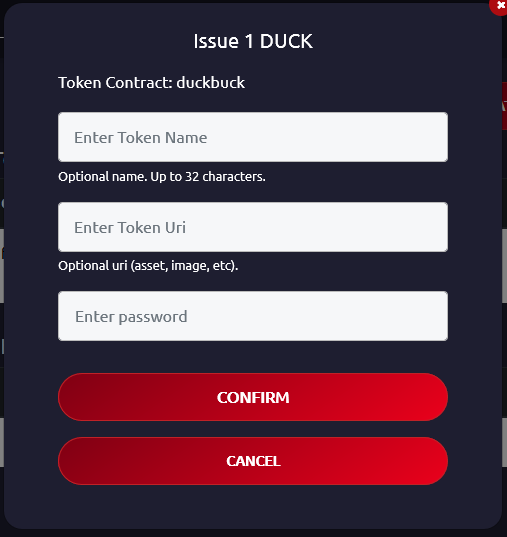 Issue 1 DUCK
Token Contract: duckbuck
Enter Token Name
Optional name. Up to 32 characters.
Enter Token Uri
Optional uri (asset, image, etc).
Enter password
CONFIRM
CANCEL